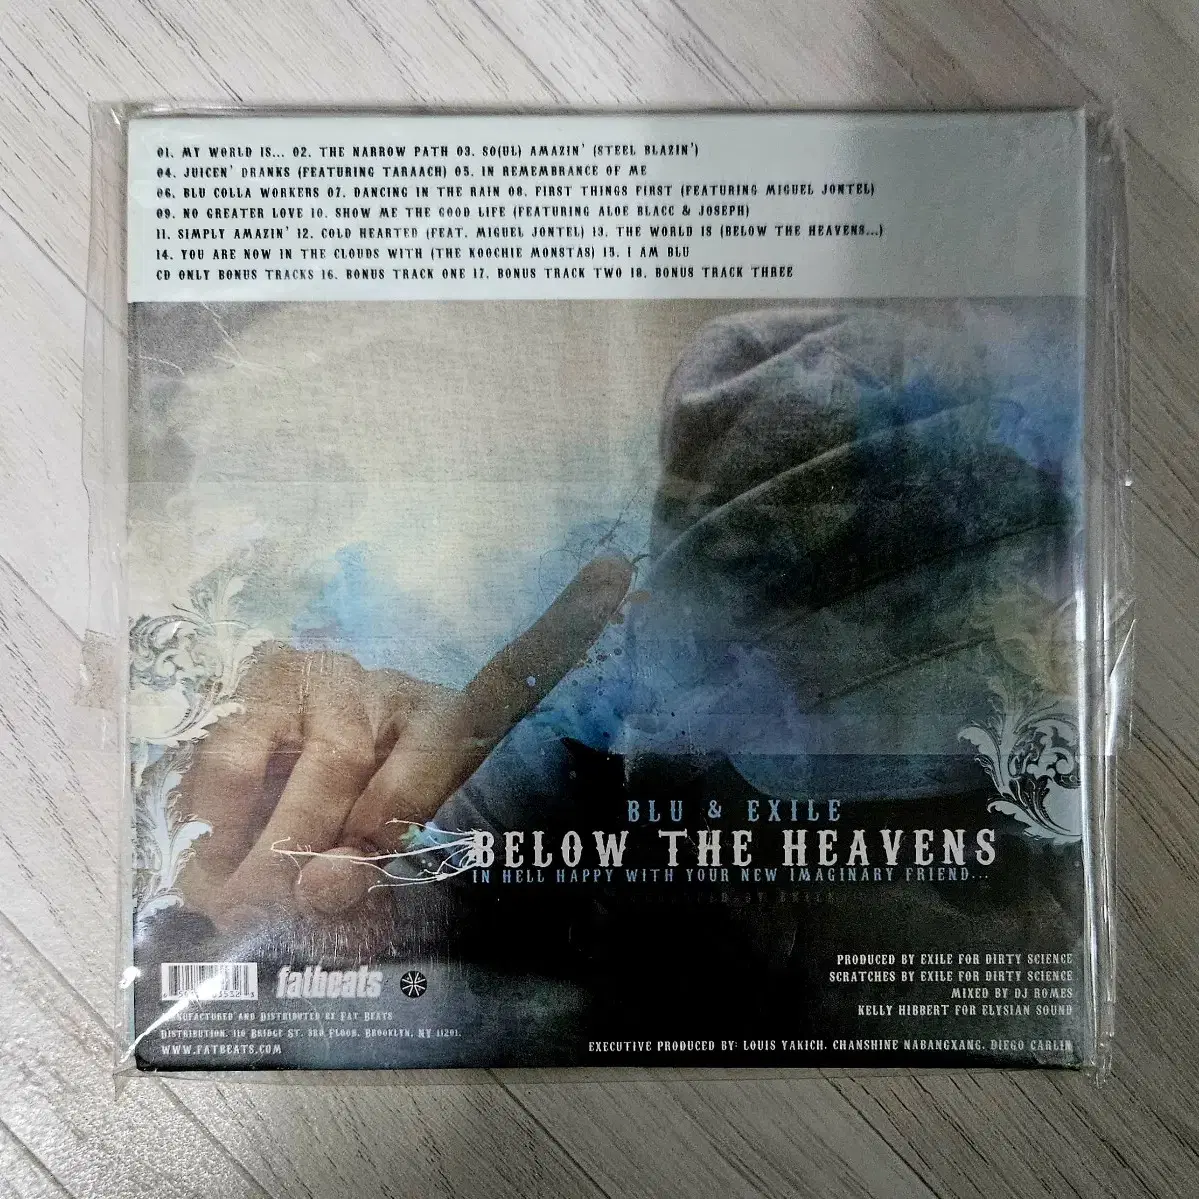 01. MY WORLD IS... 02. THE NARROW PATH 03. SO(UL) AMAZIN' (STEEL BLAZIN')
04. JUICEN' DRANKS (FEATURING TARAACH) 05. IN REMEMBRANCE OF ME
06. BLU COLLA WORKERS 07. DANCING IN THE RAIN 08. FIRST THINGS FIRST (FEATURING MIGUEL JONTEL)
09. NO GREATER LOVE 10. SHOW ME THE GOOD LIFE (FEATURING ALOE BLACC & JOSEPH)
11. SIMPLY AMAZIN' 12. COLD HEARTED (FEAT. MIGUEL JONTEL) 13. THE WORLD IS (BELOW THE HEAVENS...)
14. YOU ARE NOW IN THE CLOUDS WITH (THE KOOCHIE MONSTAS) 15. I AM BLU
CD ONLY BONUS TRACKS 16. BONUS TRACK ONE 17. BONUS TRACK TWO 18. BONUS TRACK THREE
BLU & EXILE
BELOW THE HEAVENS
IN HELL HAPPY WITH YOUR NEW IMAGINARY FRIEND...
BY EXILE
PRODUCED BY EXILE FOR DIRTY SCIENCE
SCRATCHES BY EXILE FOR DIRTY SCIENCE
MIXED BY DJ ROMES
KELLY HIBBERT FOR ELYSIAN SOUND
fatbeats
MANUFACTURED AND DISTRIBUTED BY FAT BEATS
DISTRIBUTION. 110 BRIDGE ST. 3RD FLOOR, BROOKLYN, NY 11201.
WWW.FATBEATS.COM
EXECUTIVE PRODUCED BY: LOUIS YAKICH, CHANSHINE NABANGXANG, DIEGO CARLIN